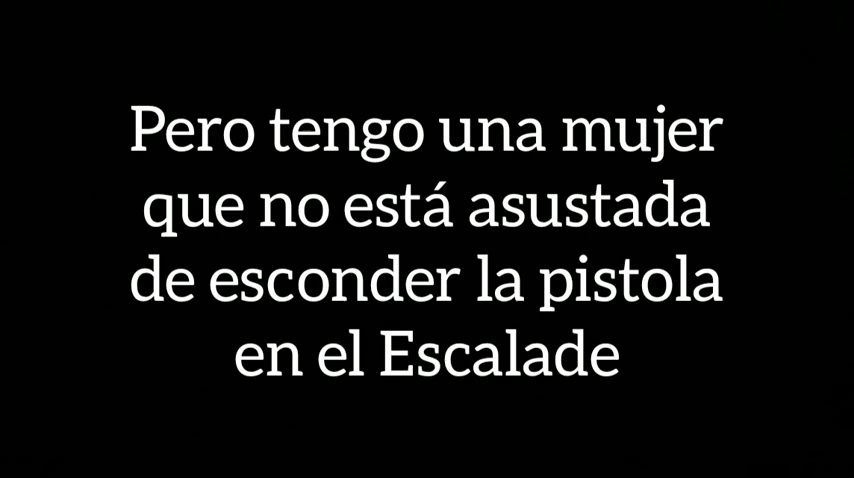 Pero tengo una mujer
que no está asustada
de esconder la pistola
en el Escalade